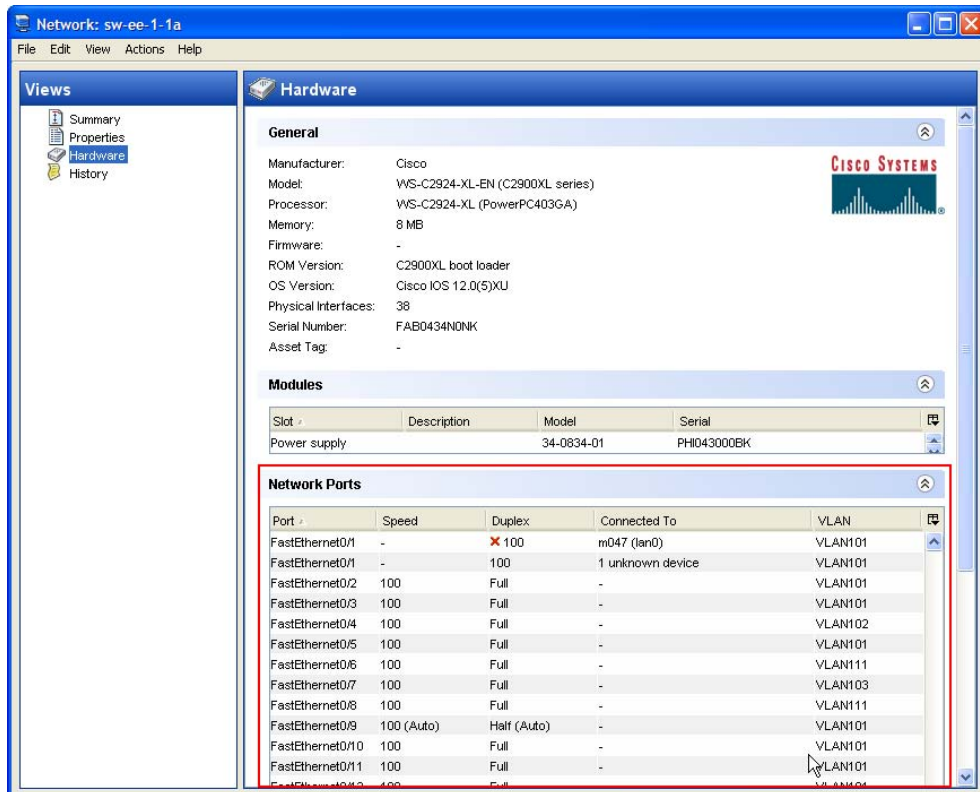 Network: sw-ee-1-1a
File Edit View Actions Help
Views
Summary
Properties
Hardware
History
Hardware
General
Manufacturer: Cisco
Model: WS-C2924-XL-EN (C2900XL series)
Processor: WS-C2924-XL (PowerPC403GA)
Memory: 8 MB
Firmware: -
ROM Version: C2900XL boot loader
OS Version: Cisco IOS 12.0(5)XU
Physical Interfaces: 38
Serial Number: FAB0434N0NK
Asset Tag: -
CISCO SYSTEMS
Modules
Slot Description Model Serial
Power supply 34-0834-01 PHI043000BK
Network Ports
Port Speed Duplex Connected To VLAN
FastEthernet0/1 - 100 m047 (lan0) VLAN101
FastEthernet0/1 - 100 1 unknown device VLAN101
FastEthernet0/2 100 Full - VLAN101
FastEthernet0/3 100 Full - VLAN101
FastEthernet0/4 100 Full - VLAN102
FastEthernet0/5 100 Full - VLAN101
FastEthernet0/6 100 Full - VLAN111
FastEthernet0/7 100 Full - VLAN103
FastEthernet0/8 100 Full - VLAN111
FastEthernet0/9 100 (Auto) Half (Auto) - VLAN101
FastEthernet0/10 100 Full - VLAN101
FastEthernet0/11 100 Full - VLAN101